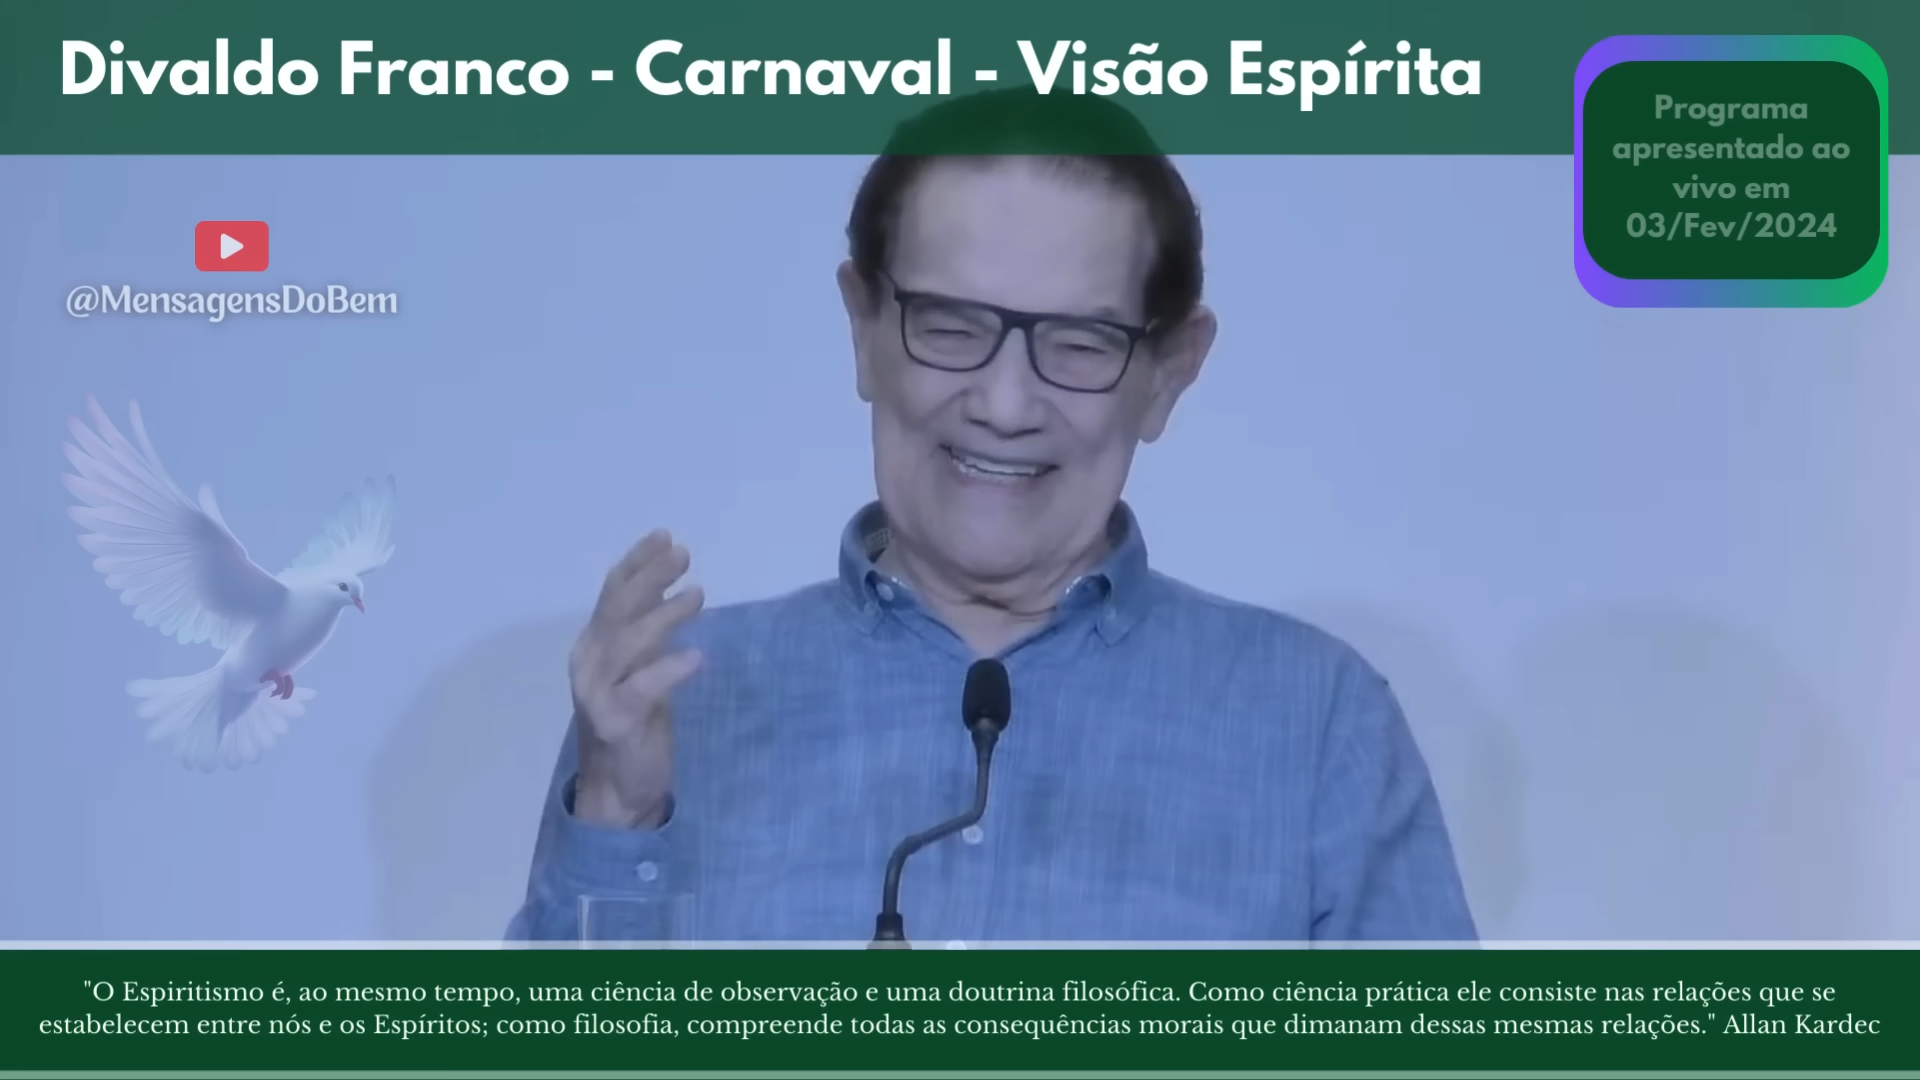 Divaldo Franco - Carnaval - Visão Espírita
Programa
apresentado ao
vivo em
03/Fev/2024
@MensagensDoBem
"O Espiritismo é, ao mesmo tempo, uma ciência de observação e uma doutrina filosófica. Como ciência prática ele consiste nas relações que se
estabelecem entre nós e os Espíritos; como filosofia, compreende todas as consequências morais que dimanam dessas mesmas relações." Allan Kardec